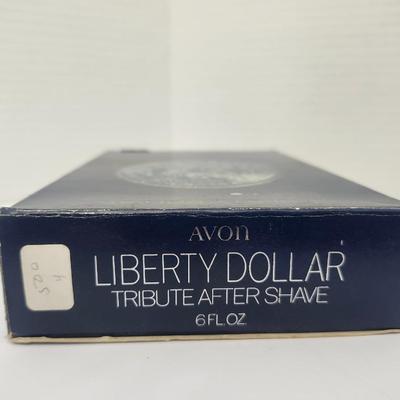 AVON
LIBERTY DOLLAR
TRIBUTE AFTER SHAVE
6 FL. OZ.